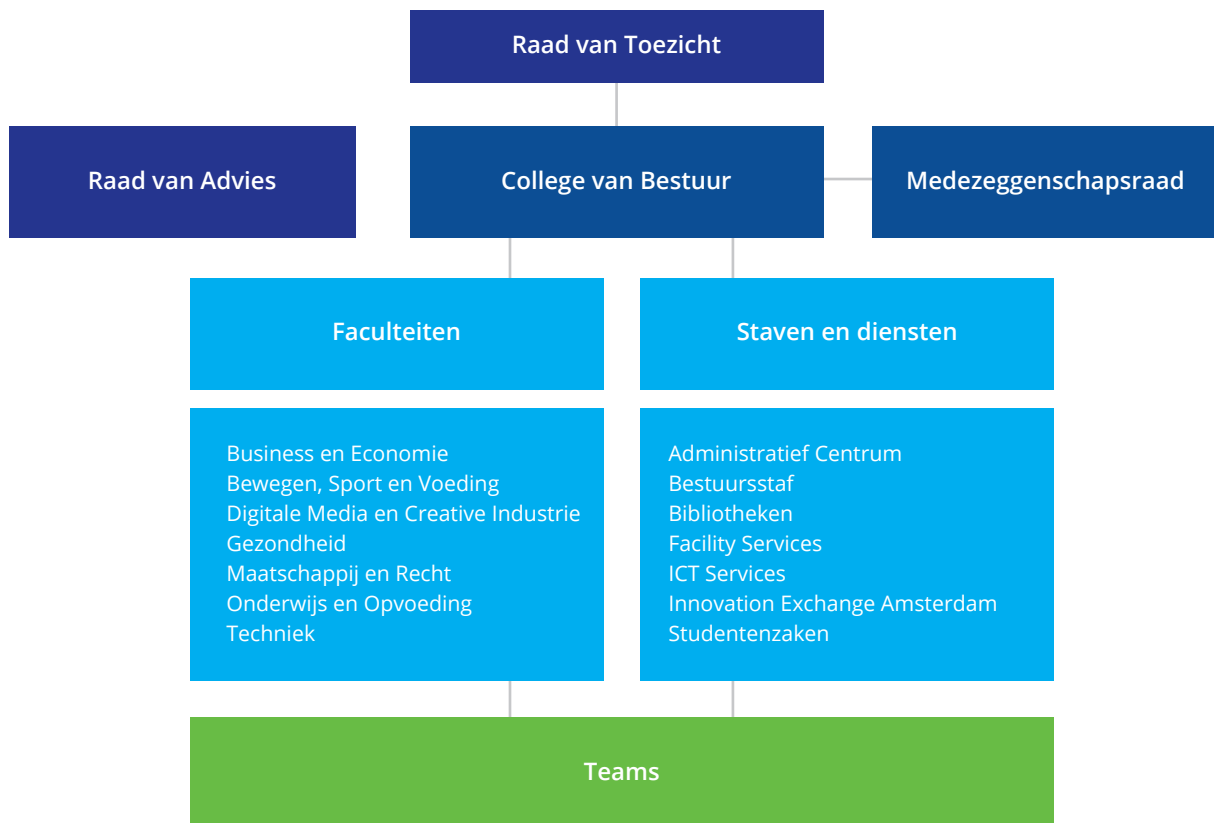 Raad van Toezicht
Raad van Advies
College van Bestuur
Medezeggenschapsraad
Faculteiten
Business en Economie
Bewegen, Sport en Voeding
Digitale Media en Creative Industrie
Gezondheid
Maatschappij en Recht
Onderwijs en Opvoeding
Techniek
Staven en diensten
Administratief Centrum
Bestuursstaf
Bibliotheken
Facility Services
ICT Services
Innovation Exchange Amsterdam
Studentenzaken
Teams